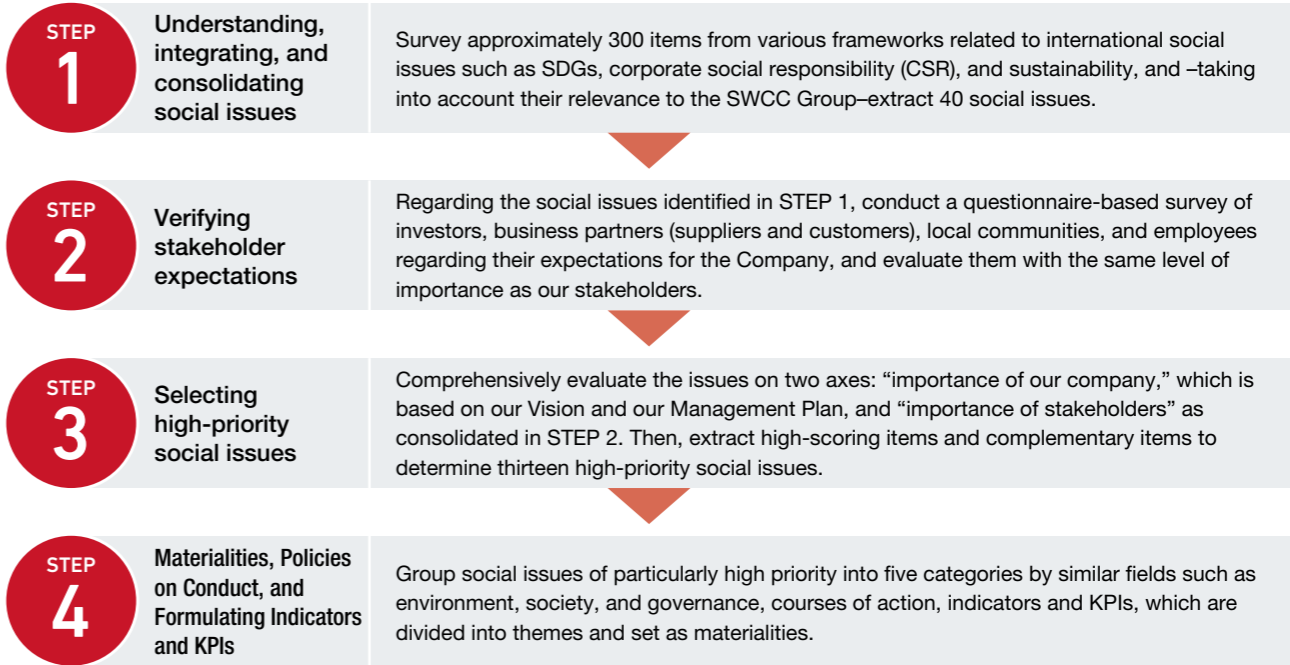 STEP
1
Understanding,
integrating, and
consolidating
social issues
Survey approximately 300 items from various frameworks related to international social
issues such as SDGs, corporate social responsibility (CSR), and sustainability, and –taking
into account their relevance to the SWCC Group–extract 40 social issues.
STEP
2
Verifying
stakeholder
expectations
Regarding the social issues identified in STEP 1, conduct a questionnaire-based survey of
investors, business partners (suppliers and customers), local communities, and employees
regarding their expectations for the Company, and evaluate them with the same level of
importance as our stakeholders.
STEP
3
Selecting
high-priority
social issues
Comprehensively evaluate the issues on two axes: “importance of our company,” which is
based on our Vision and our Management Plan, and “importance of stakeholders” as
consolidated in STEP 2. Then, extract high-scoring items and complementary items to
determine thirteen high-priority social issues.
STEP
4
Materialities, Policies
on Conduct, and
Formulating Indicators
and KPIs
Group social issues of particularly high priority into five categories by similar fields such as
environment, society, and governance, courses of action, indicators and KPIs, which are
divided into themes and set as materialities.